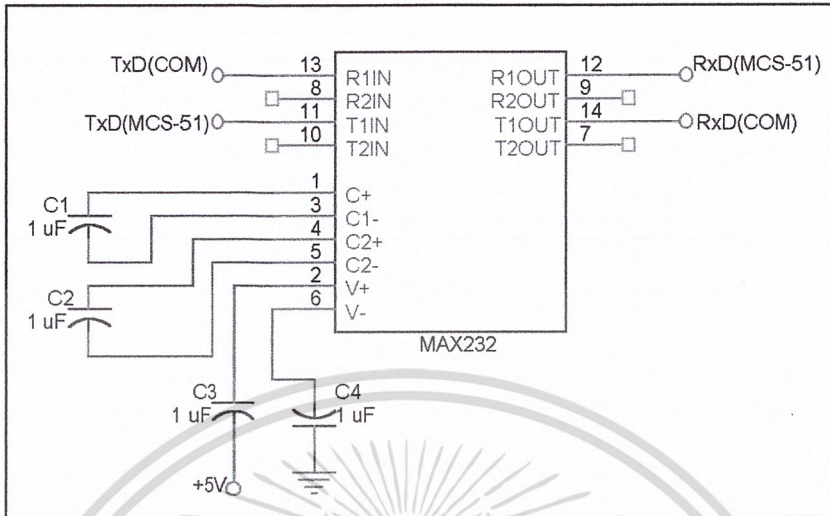 TxD(COM) 13 R1IN R1OUT 12 RxD(MCS-51)
8 R2IN R2OUT 9
TxD(MCS-51) 11 T1IN T1OUT 14 RxD(COM)
10 T2IN T2OUT 7
1 C+
C1 3 C1-
1 uF 4 C2+
5 C2-
C2 2 V+
1 uF 6 V-
MAX232
C3 C4
1 uF 1 uF
+5V